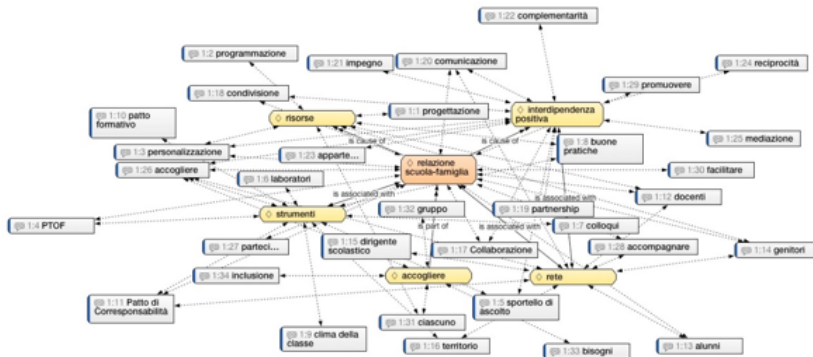 1:22 complementarità
1:2 programmazione
1:21 impegno
1:20 comunicazione
1:24 reciprocità
1:29 promuovere
1:18 condivisione
1:10 patto
formativo
risorse
1:1 progettazione
interdipendenza
positiva
is cause of
is cause of
1:25 mediazione
1:3 personalizzazione
1:8 buone
pratiche
1:23 apparte...
1:26 accogliere
relazione
scuola-famiglia
1:30 facilitare
1:6 laboratori
is associated with
is associated with
1:12 docenti
strumenti
1:32 gruppo
1:19 partnership
1:4 PTOF
is part of
is associated with
1:7 colloqui
1:27 parteci...
1:15 dirigente
scolastico
1:17 Collaborazione
1:28 accompagnare
1:14 genitori
1:34 inclusione
accogliere
rete
1:11 Patto di
Corresponsabilità
1:5 sportello di
ascolto
1:31 ciascuno
1:9 clima della
classe
1:16 territorio
1:33 bisogni
1:13 alunni